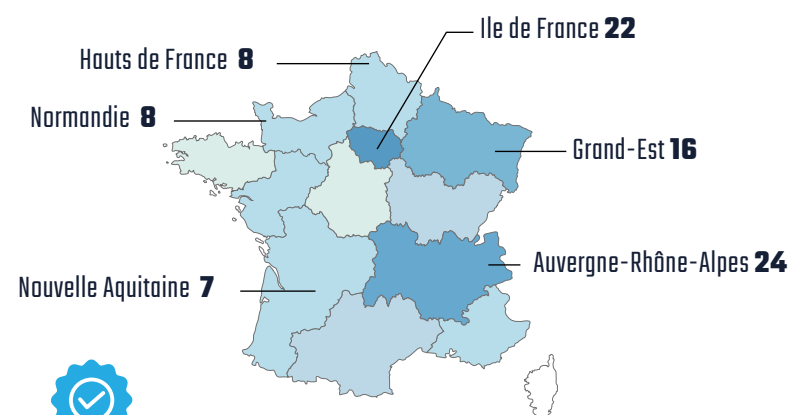 Ile de France 22
Hauts de France 8
Normandie 8
Grand-Est 16
Auvergne-Rhône-Alpes 24
Nouvelle Aquitaine 7